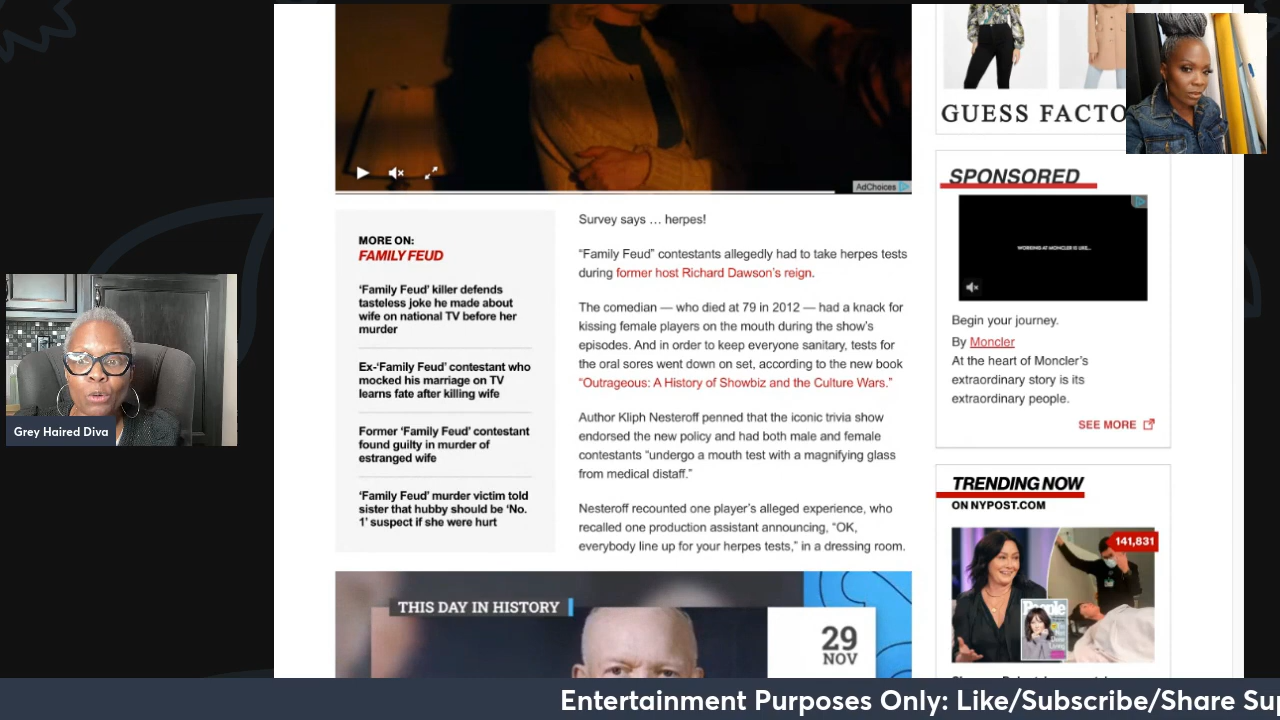 GUESS FACTO
AdChoices
SPONSORED
WORKING AT MONCLER IS LIKE...
Begin your journey.
By Moncler
At the heart of Moncler’s
extraordinary story is its
extraordinary people.
SEE MORE
TRENDING NOW
ON NYPOST.COM
141,831
People
MORE ON:
FAMILY FEUD
‘Family Feud’ killer defends
tasteless joke he made about
wife on national TV before her
murder
Ex-‘Family Feud’ contestant who
mocked his marriage on TV
learns fate after killing wife
Former ‘Family Feud’ contestant
found guilty in murder of
estranged wife
‘Family Feud’ murder victim told
sister that hubby should be ‘No.
1’ suspect if she were hurt
Survey says … herpes!
“Family Feud” contestants allegedly had to take herpes tests
during former host Richard Dawson’s reign.
The comedian — who died at 79 in 2012 — had a knack for
kissing female players on the mouth during the show’s
episodes. And in order to keep everyone sanitary, tests for
the oral sores went down on set, according to the new book
“Outrageous: A History of Showbiz and the Culture Wars.”
Author Kliph Nesteroff penned that the iconic trivia show
endorsed the new policy and had both male and female
contestants “undergo a mouth test with a magnifying glass
from medical distaff.”
Nesteroff recounted one player’s alleged experience, who
recalled one production assistant announcing, “OK,
everybody line up for your herpes tests,” in a dressing room.
THIS DAY IN HISTORY
29
NOV
Grey Haired Diva
Entertainment Purposes Only: Like/Subscribe/Share Su